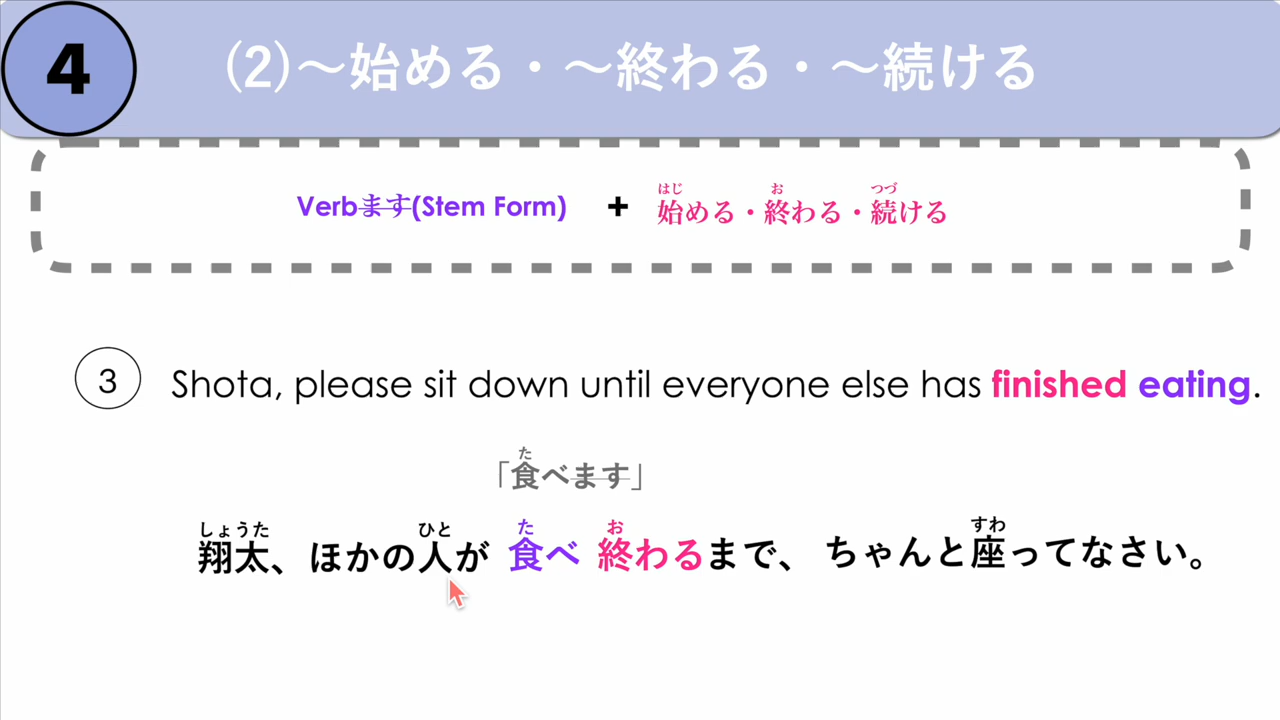 4
(2)～始める・～終わる・～続ける
はじ お つづ
Verbます(Stem Form) + 始める・終わる・続ける
3 Shota, please sit down until everyone else has finished eating.
た
「食べます」
しょうた ひと た お すわ
翔太、ほかの人が 食べ 終わるまで、 ちゃんと座ってなさい。